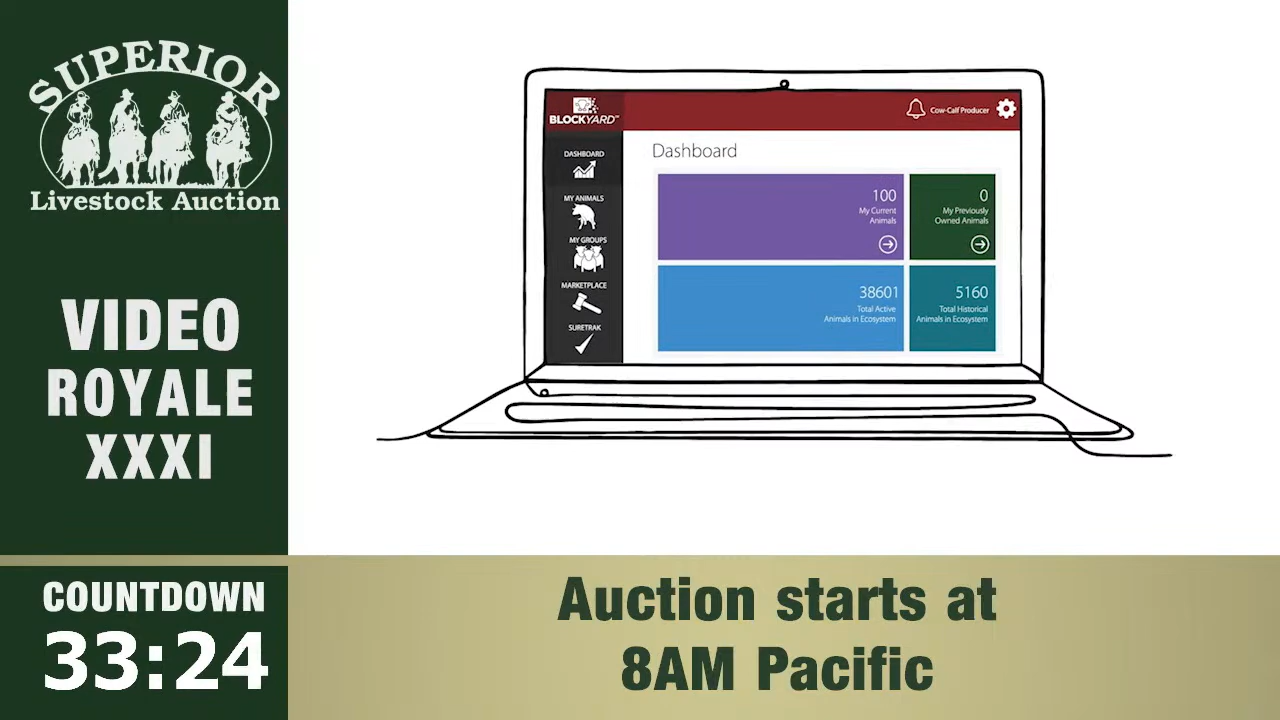 SUPERIOR
Livestock Auction
VIDEO
ROYALE
XXXI
COUNTDOWN
33:24
BLOCKYARD™
Cow-Calf Producer
DASHBOARD
MY ANIMALS
MY GROUPS
MARKETPLACE
SURETRAK
Dashboard
100
My Current
Animals
0
My Previously
Owned Animals
38601
Total Active
Animals in Ecosystem
5160
Total Historical
Animals in Ecosystem
Auction starts at
8AM Pacific